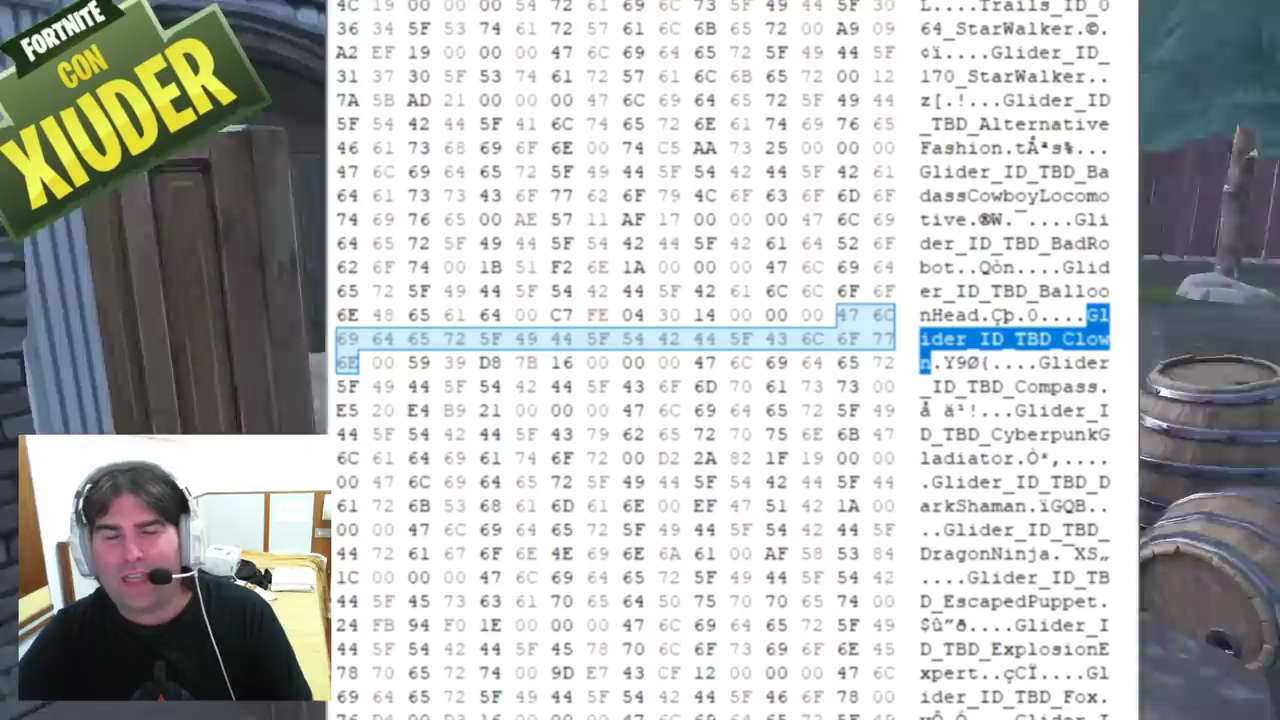 FORTNITE
CON
XIUDER
4C 19 00 00 00 54 72 61 69 6C 73 5F 49 44 5F 30 L....Trails_ID_0
36 34 5F 53 74 61 72 57 61 6C 6B 65 72 00 A9 09 64_StarWalker.©.
A2 EF 19 00 00 00 47 6C 69 64 65 72 5F 49 44 5F ¢ï....Glider_ID_
31 37 30 5F 53 74 61 72 57 61 6C 6B 65 72 00 12 170_StarWalker..
7A 5B AD 21 00 00 00 47 6C 69 64 65 72 5F 49 44 z[.!...Glider_ID
5F 54 42 44 5F 41 6C 74 65 72 6E 61 74 69 76 65 _TBD_Alternative
46 61 73 68 69 6F 6E 00 74 C5 AA 73 25 00 00 00 Fashion.tÅªs%...
47 6C 69 64 65 72 5F 49 44 5F 54 42 44 5F 42 61 Glider_ID_TBD_Ba
64 61 73 73 43 6F 77 62 6F 79 4C 6F 63 6F 6D 6F dassCowboyLocomo
74 69 76 65 00 AE 57 11 AF 17 00 00 00 47 6C 69 tive.®W.¯....Gli
64 65 72 5F 49 44 5F 54 42 44 5F 42 61 64 52 6F der_ID_TBD_BadRo
62 6F 74 00 1B 51 F2 6E 1A 00 00 00 47 6C 69 64 bot..Qòn....Glid
65 72 5F 49 44 5F 54 42 44 5F 42 61 6C 6C 6F 6F er_ID_TBD_Balloo
6E 48 65 61 64 00 C7 FE 04 30 14 00 00 00 47 6C nHead.Çþ.0....Gl
69 64 65 72 5F 49 44 5F 54 42 44 5F 43 6C 6F 77 ider_ID_TBD_Clow
6E 00 59 39 D8 7B 16 00 00 00 47 6C 69 64 65 72 n.Y9Ø{....Glider
5F 49 44 5F 54 42 44 5F 43 6F 6D 70 61 73 73 00 _ID_TBD_Compass.
E5 20 E4 B9 21 00 00 00 47 6C 69 64 65 72 5F 49 å ä¹!...Glider_I
44 5F 54 42 44 5F 43 79 62 65 72 70 75 6E 6B 47 D_TBD_CyberpunkG
6C 61 64 69 61 74 6F 72 00 D2 2A 82 1F 19 00 00 ladiator.Ò*‚....
00 47 6C 69 64 65 72 5F 49 44 5F 54 42 44 5F 44 .Glider_ID_TBD_D
61 72 6B 53 68 61 6D 61 6E 00 EF 47 51 42 1A 00 arkShaman.ïGQB..
00 00 47 6C 69 64 65 72 5F 49 44 5F 54 42 44 5F ..Glider_ID_TBD_
44 72 61 67 6F 6E 4E 69 6E 6A 61 00 AF 58 53 84 DragonNinja.¯XS„
1C 00 00 00 47 6C 69 64 65 72 5F 49 44 5F 54 42 ....Glider_ID_TB
44 5F 45 73 63 61 70 65 64 50 75 70 70 65 74 00 D_EscapedPuppet.
24 FB 94 F0 1E 00 00 00 47 6C 69 64 65 72 5F 49 $û”ð....Glider_I
44 5F 54 42 44 5F 45 78 70 6C 6F 73 69 6F 6E 45 D_TBD_ExplosionE
78 70 65 72 74 00 9D E7 43 CF 12 00 00 00 47 6C xpert..çCÏ....Gl
69 64 65 72 5F 49 44 5F 54 42 44 5F 46 6F 78 00 ider_ID_TBD_Fox.